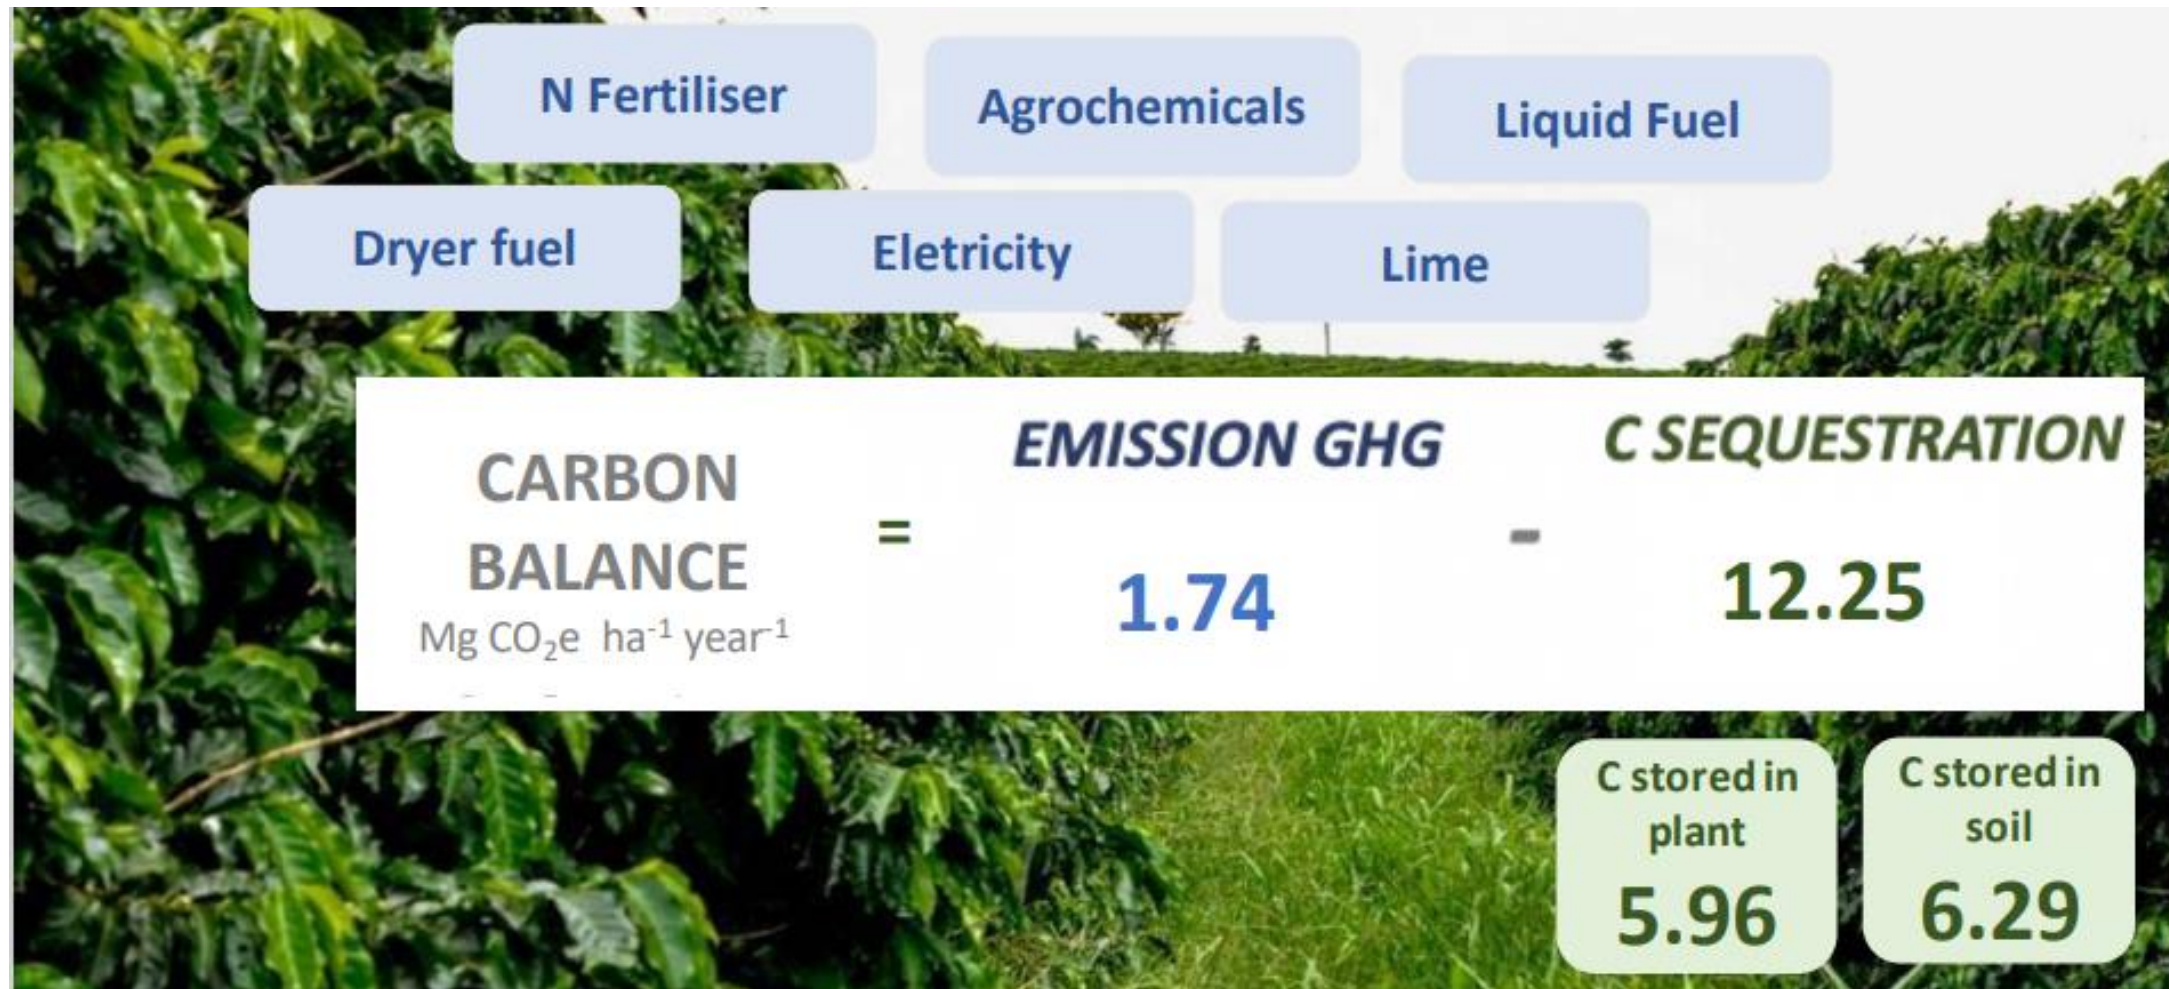 N Fertiliser
Agrochemicals
Liquid Fuel
Dryer fuel
Eletricity
Lime
CARBON
BALANCE
Mg CO₂e ha⁻¹ year⁻¹
=
EMISSION GHG
1.74
-
C SEQUESTRATION
12.25
C stored in
plant
5.96
C stored in
soil
6.29